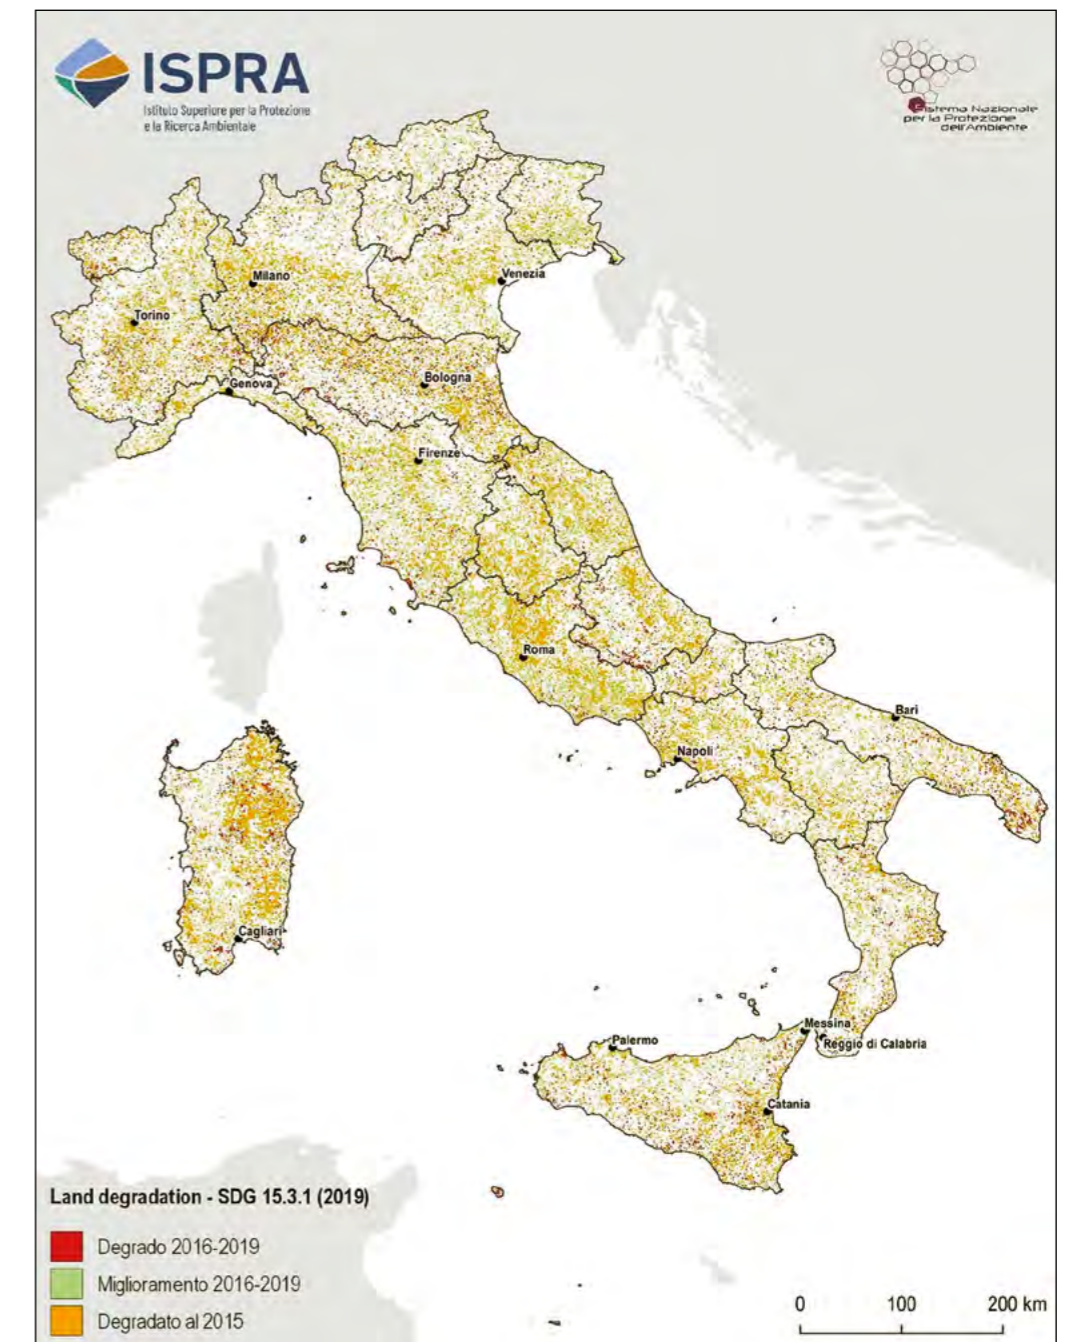 ISPRA
Istituto Superiore per la Protezione
e la Ricerca Ambientale
Sistema Nazionale
per la Protezione
dell'Ambiente
Milano
Venezia
Torino
Genova
Bologna
Firenze
Roma
Bari
Napoli
Cagliari
Messina
Reggio di Calabria
Palermo
Catania
Land degradation - SDG 15.3.1 (2019)
Degrado 2016-2019
Miglioramento 2016-2019
Degradato al 2015
0 100 200 km